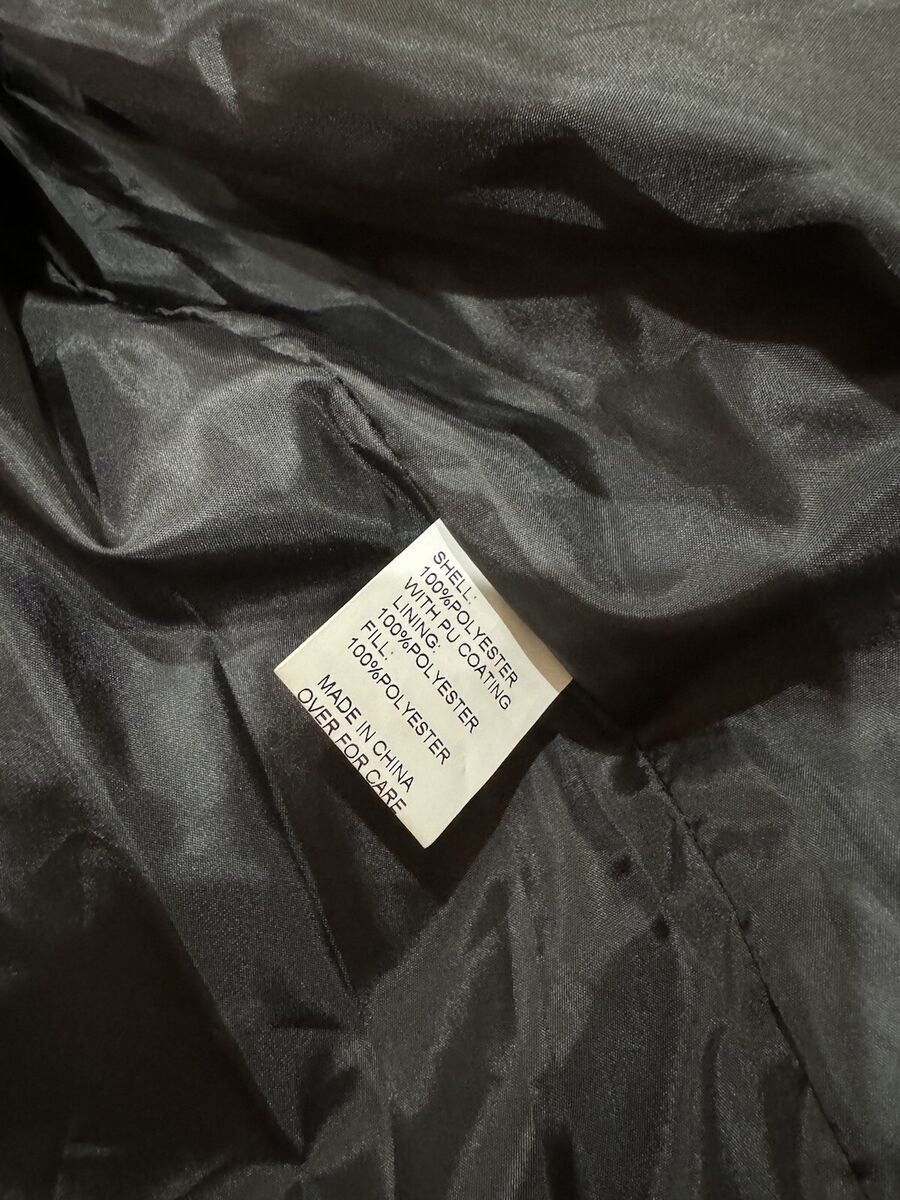 SHELL:
100%POLYESTER
WITH PU COATING
LINING:
100%POLYESTER
FILL:
100%POLYESTER
MADE IN CHINA
OVER FOR CARE